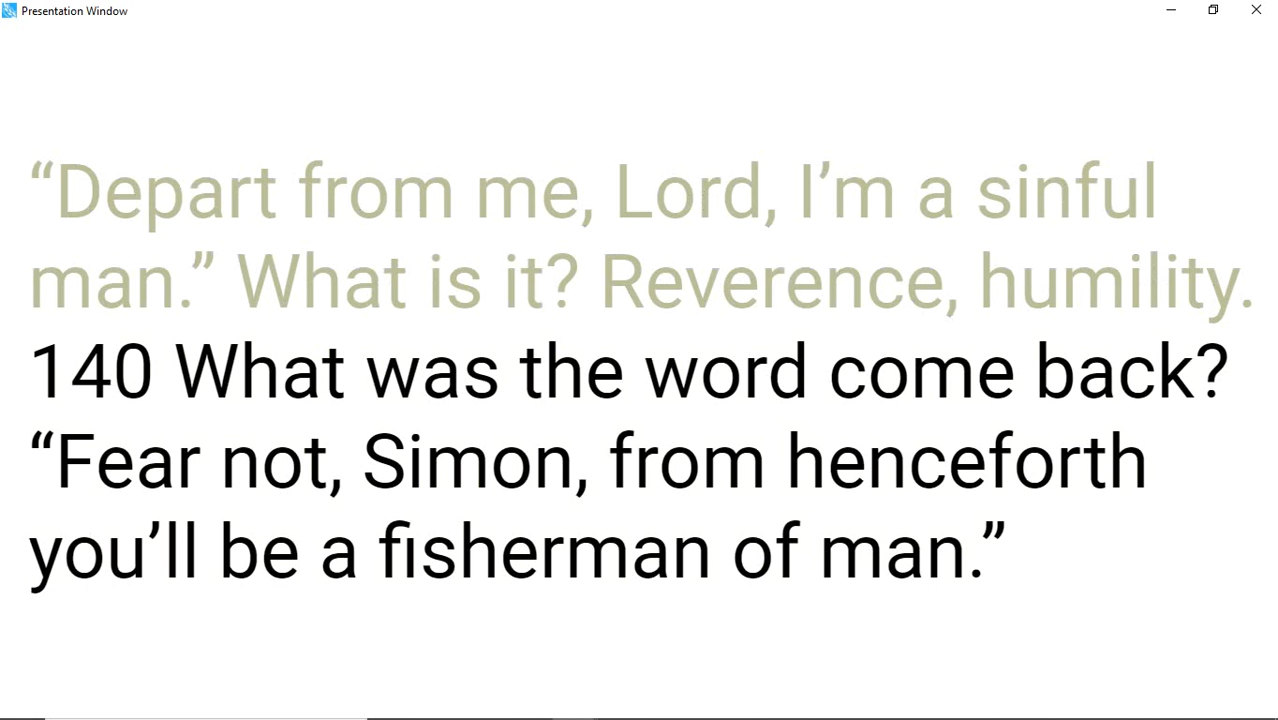 Presentation Window
“Depart from me, Lord, I’m a sinful
man.” What is it? Reverence, humility.
140 What was the word come back?
“Fear not, Simon, from henceforth
you’ll be a fisherman of man.”